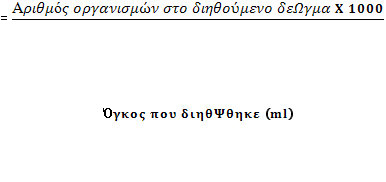 = Αριθμός οργανισμών στο διηθούμενο δεΩγμα X 1000
Όγκος που διηθΨθηκε (ml)